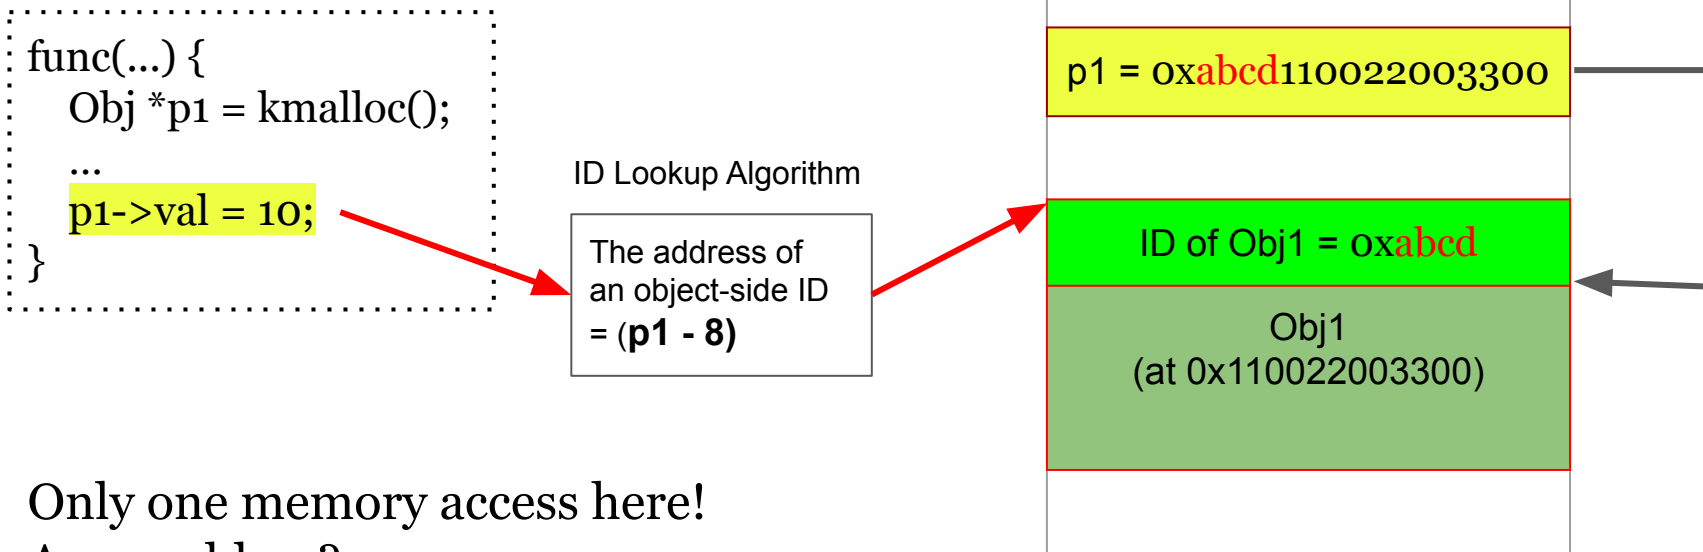 func(...) {
Obj *p1 = kmalloc();
...
p1->val = 10;
}
ID Lookup Algorithm
The address of
an object-side ID
= (p1 - 8)
p1 = 0xabcd110022003300
ID of Obj1 = 0xabcd
Obj1
(at 0x110022003300)
Only one memory access here!